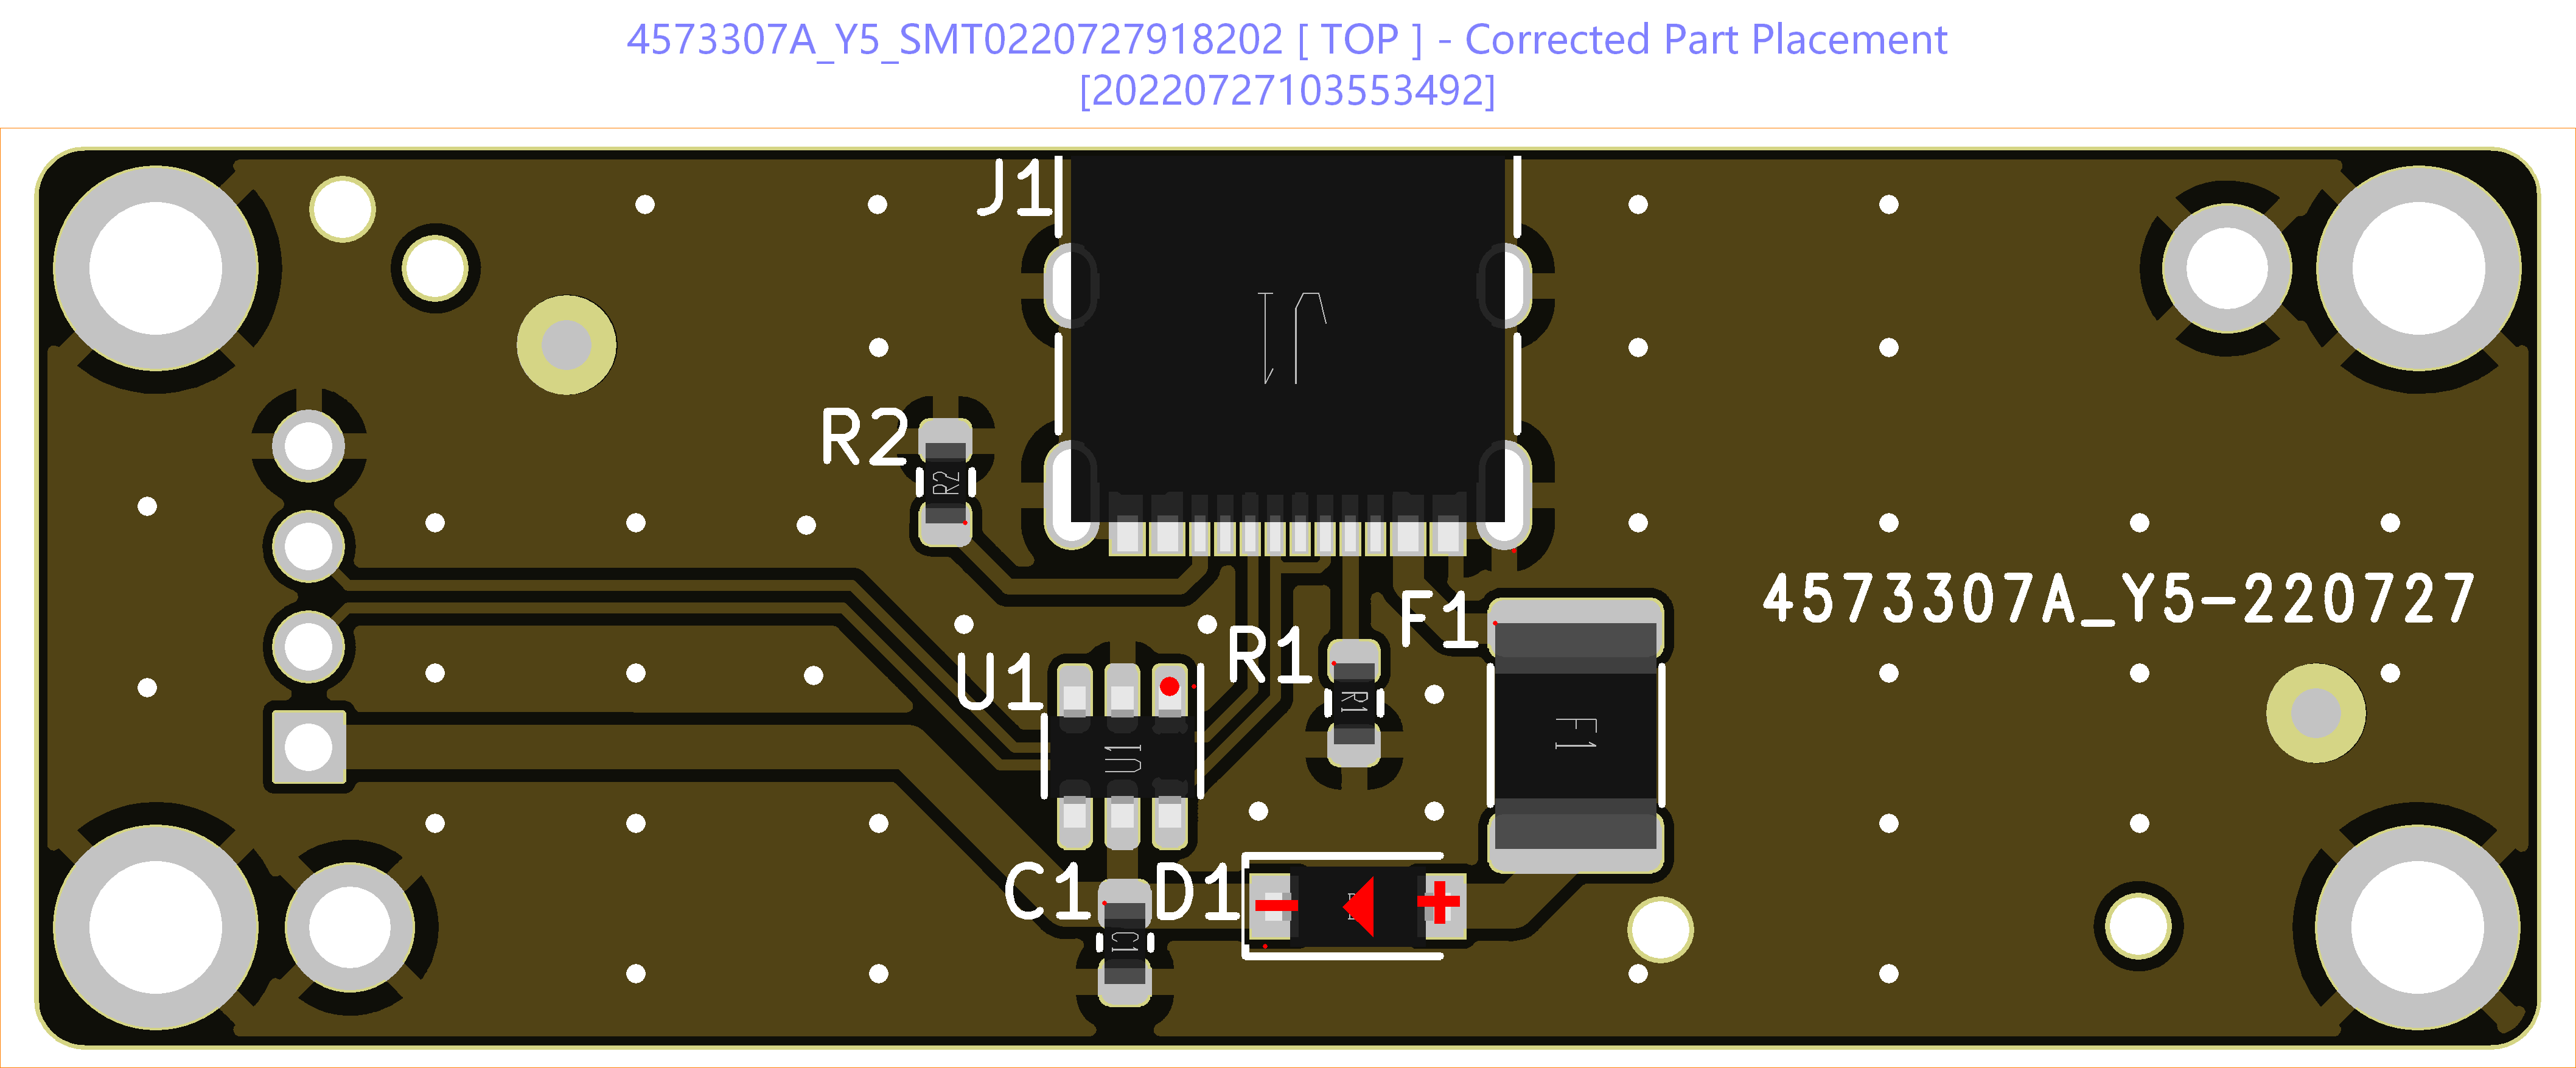 4573307A_Y5_SMT0220727918202 [ TOP ] - Corrected Part Placement
[20220727103553492]
J1
J1
R2
R2
4573307A_Y5-220727
F1
R1
U1
R1
F1
U1
C1
D1
- +
C1